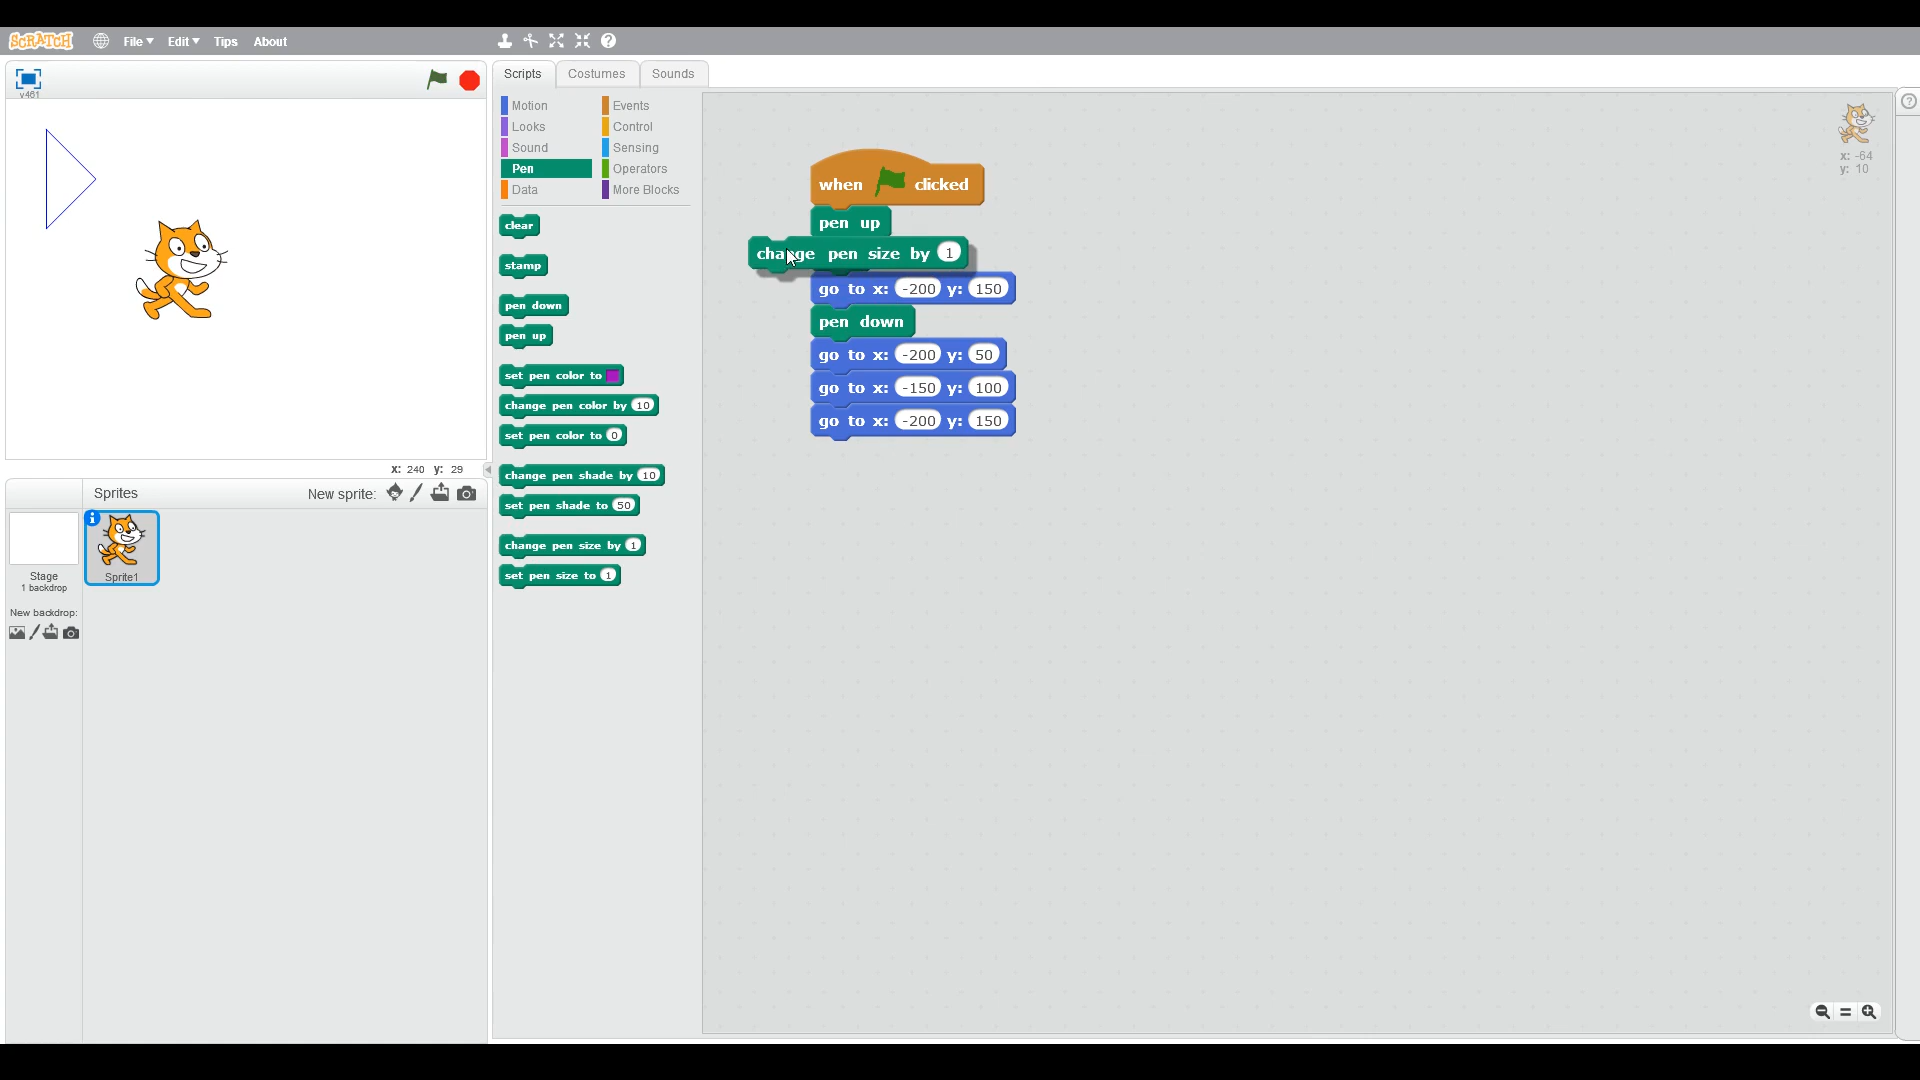 SCRATCH File Edit Tips About
v461
Scripts Costumes Sounds
Motion Events
Looks Control
Sound Sensing
Pen Operators
Data More Blocks
clear
stamp
pen down
pen up
set pen color to
change pen color by 10
set pen color to 0
change pen shade by 10
set pen shade to 50
change pen size by 1
set pen size to 1
when clicked
pen up
change pen size by 1
go to x: -200 y: 150
pen down
go to x: -200 y: 50
go to x: -150 y: 100
go to x: -200 y: 150
x: -64
y: 10
x: 240 y: 29
Sprites New sprite:
Stage
1 backdrop
Sprite1
New backdrop: